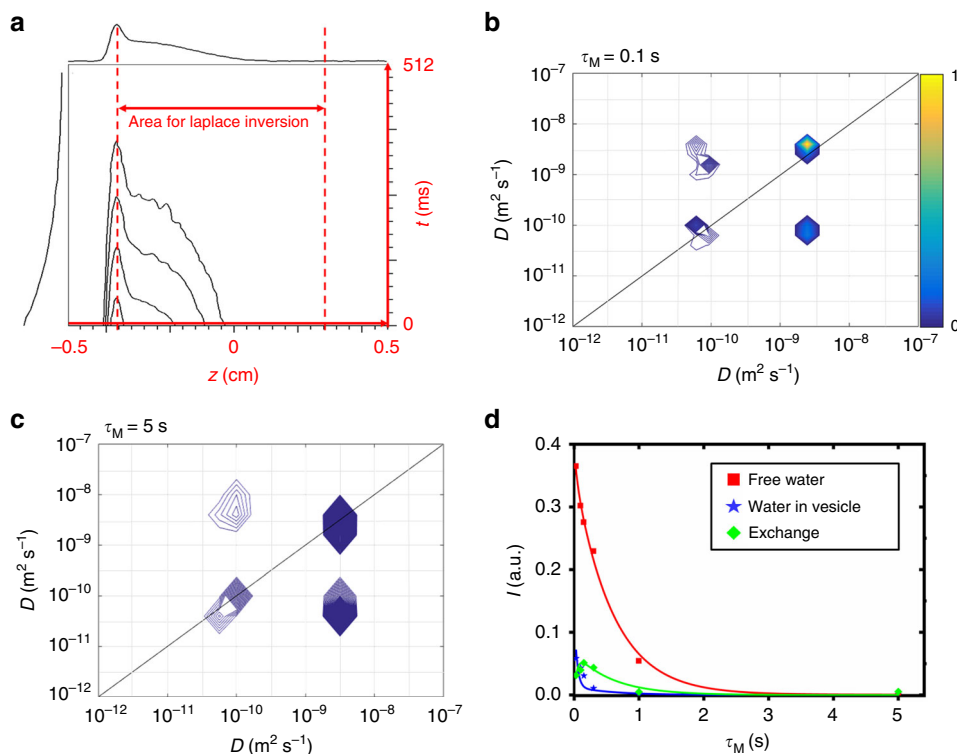 a
512
Area for laplace inversion
t (ms)
0
–0.5
0
0.5
z (cm)
b
τM = 0.1 s
10–7
10–8
10–9
10–10
10–11
10–12
D (m2 s–1)
10–12
10–11
10–10
10–9
10–8
10–7
D (m2 s–1)
1
0
c
τM = 5 s
10–7
10–8
10–9
10–10
10–11
10–12
D (m2 s–1)
10–12
10–11
10–10
10–9
10–8
10–7
D (m2 s–1)
d
0.4
0.3
0.2
0.1
0.0
I (a.u.)
Free water
Water in vesicle
Exchange
0
1
2
3
4
5
τM (s)